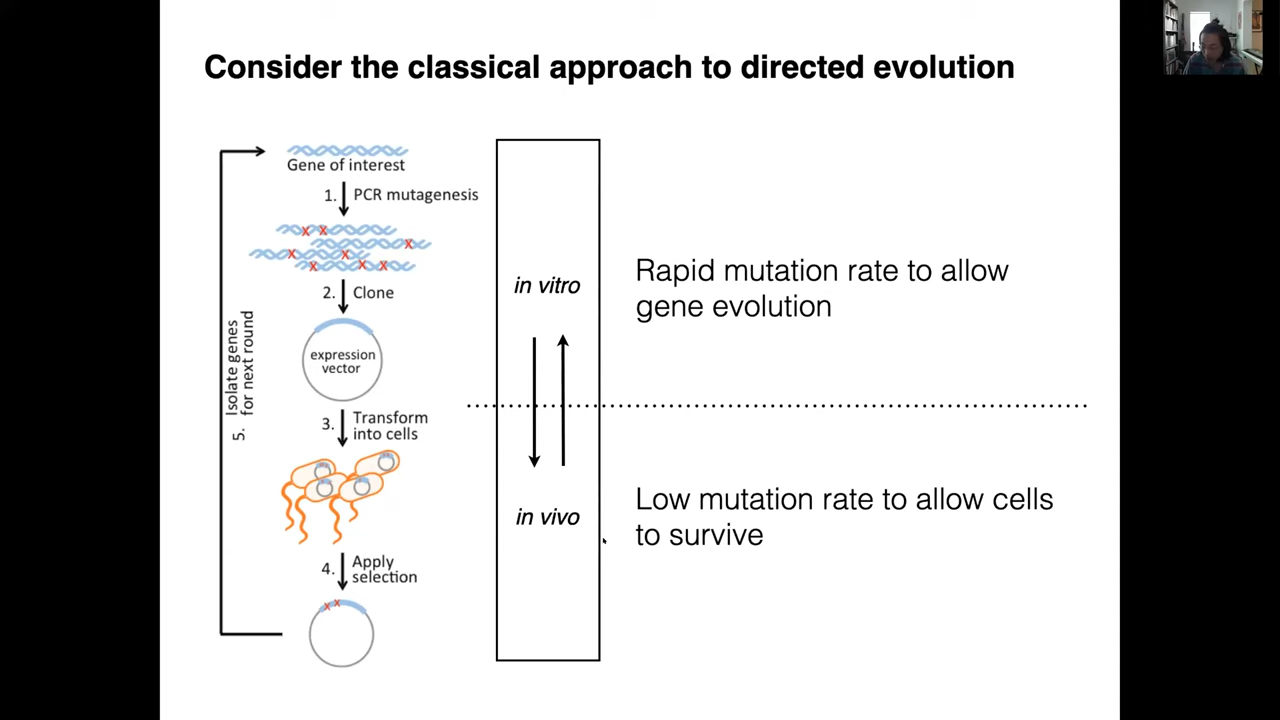 Consider the classical approach to directed evolution
Gene of interest
1. PCR mutagenesis
x x x x x x x x
2. Clone
expression
vector
3. Transform
into cells
4. Apply
selection
x x
5. Isolate genes
for next round
in vitro
in vivo
Rapid mutation rate to allow
gene evolution
Low mutation rate to allow cells
to survive